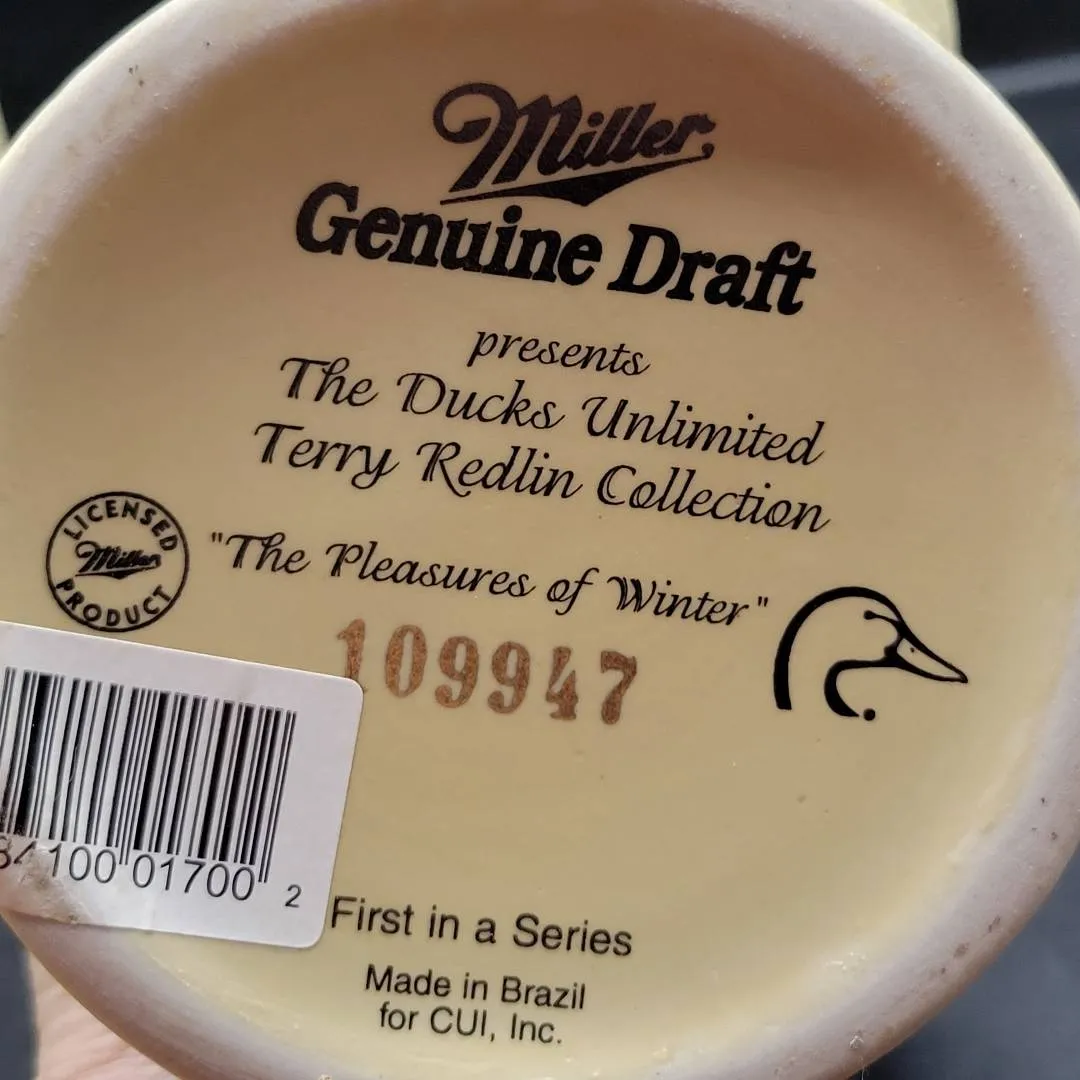 Miller
Genuine Draft
presents
The Ducks Unlimited
Terry Redlin Collection
LICENSED
Miller
PRODUCT
"The Pleasures of Winter"
109947
100 01700 2
First in a Series
Made in Brazil
for CUI, Inc.